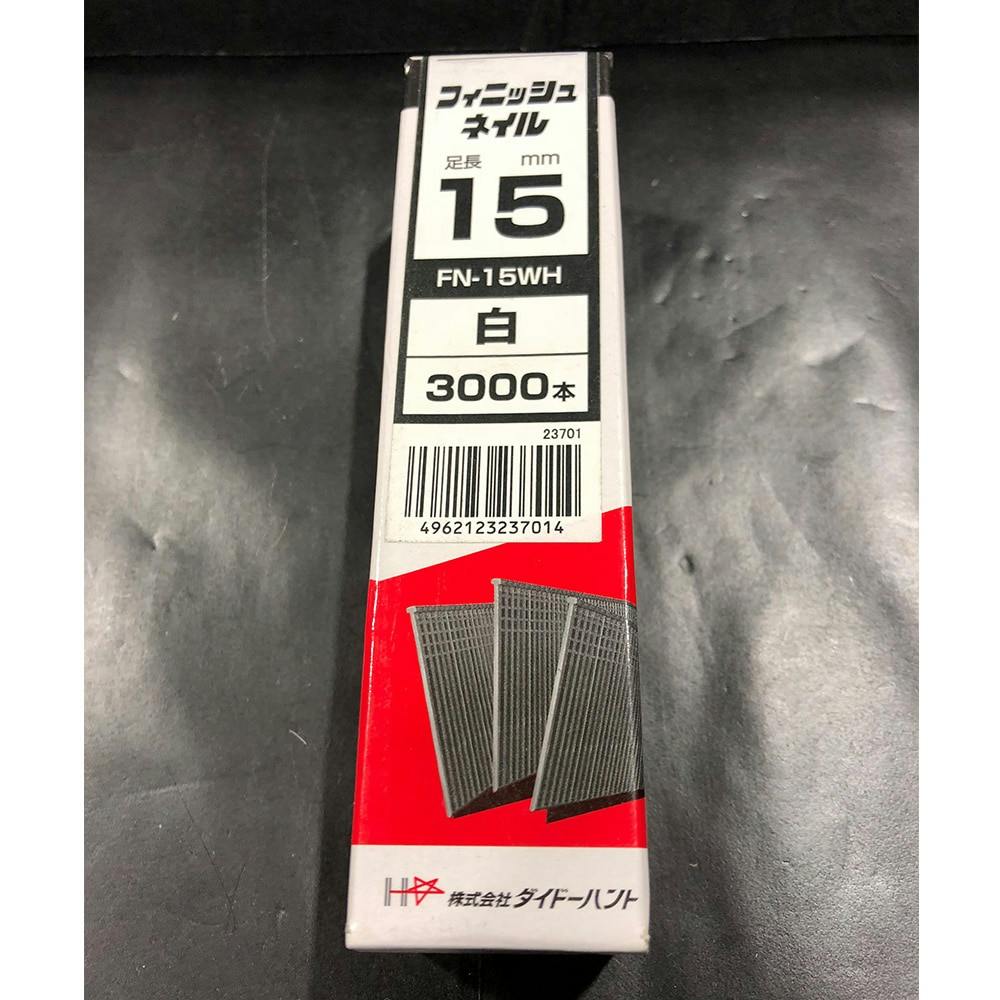 フィニッシュ
ネイル
足長 mm
15
FN-15WH
白
3000本
23701
4962123237014
株式会社 ダイドーハント